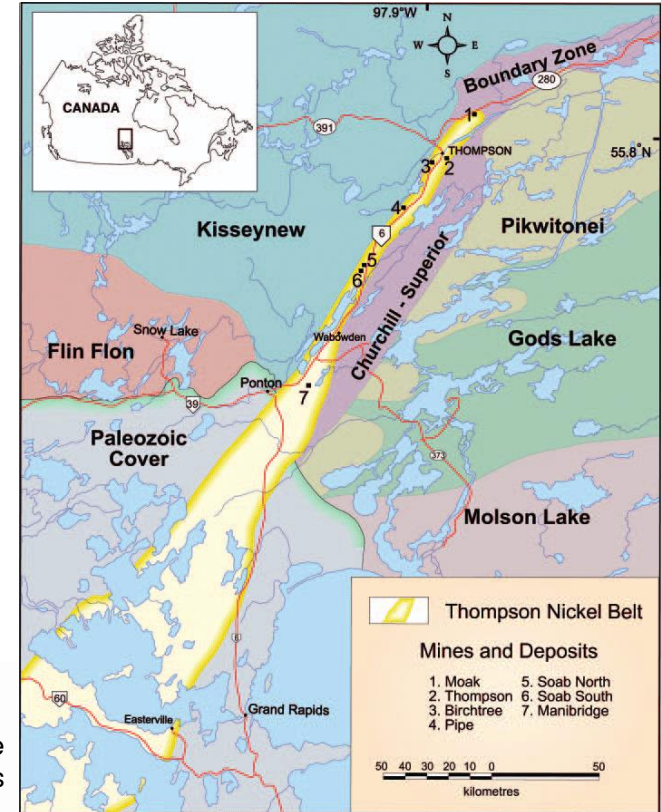 97.9°W
N
W E
S
CANADA
Boundary Zone
280
391
1
THOMPSON
55.8°N
3
2
4
Kisseynew
Pikwitonei
6
5
6
Churchill - Superior
Snow Lake
Wabowden
Flin Flon
Gods Lake
Ponton
7
39
Paleozoic
Cover
373
Molson Lake
6
60
Easterville
Grand Rapids
Thompson Nickel Belt
Mines and Deposits
1. Moak 5. Soab North
2. Thompson 6. Soab South
3. Birchtree 7. Manibridge
4. Pipe
50 40 30 20 10 0 50
kilometres
e
s